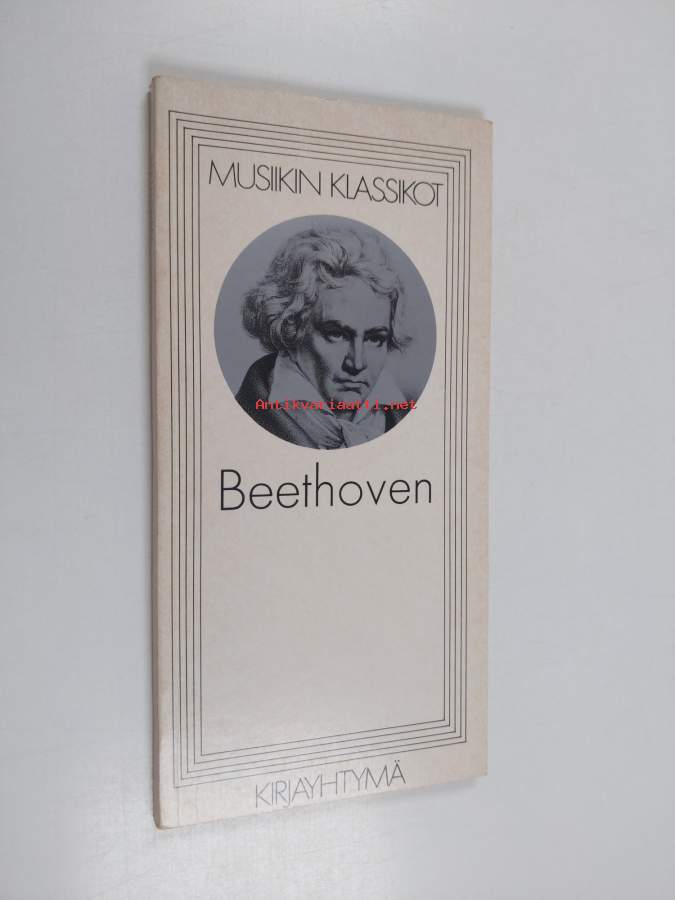 MUSIIKIN KLASSIKOT
Antikvariaatti.net
Beethoven
KIRJAYHTYMÄ